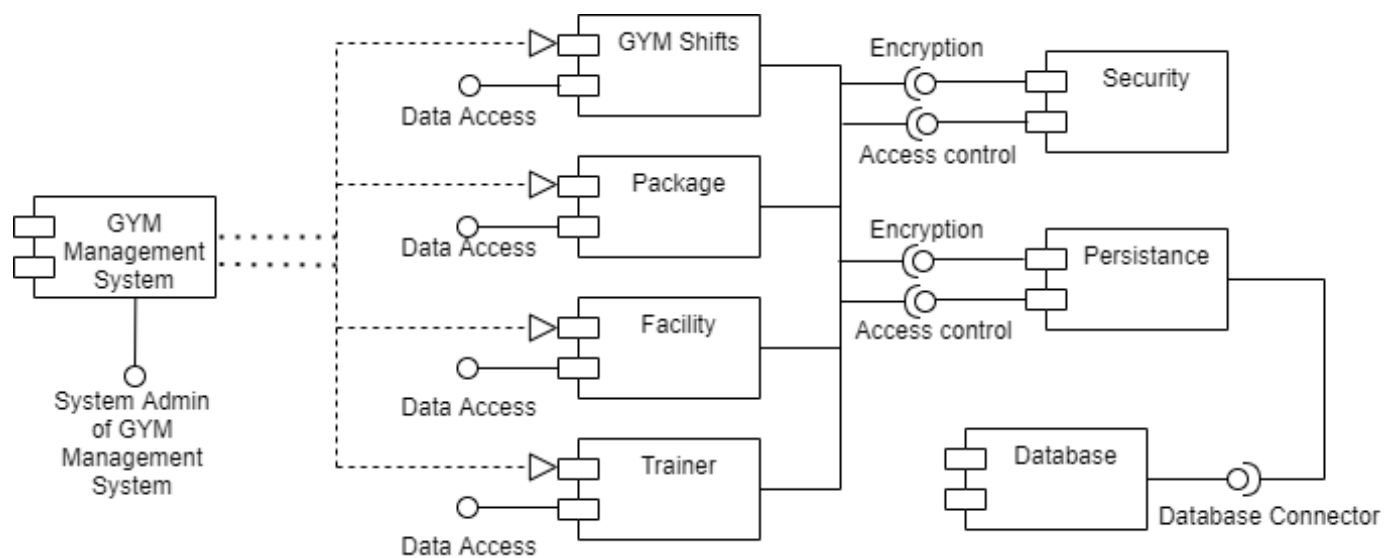 GYM Shifts
Data Access
Encryption
Security
Access control
Package
Data Access
GYM
Management
System
System Admin
of GYM
Management
System
Encryption
Persistance
Access control
Facility
Data Access
Trainer
Data Access
Database
Database Connector